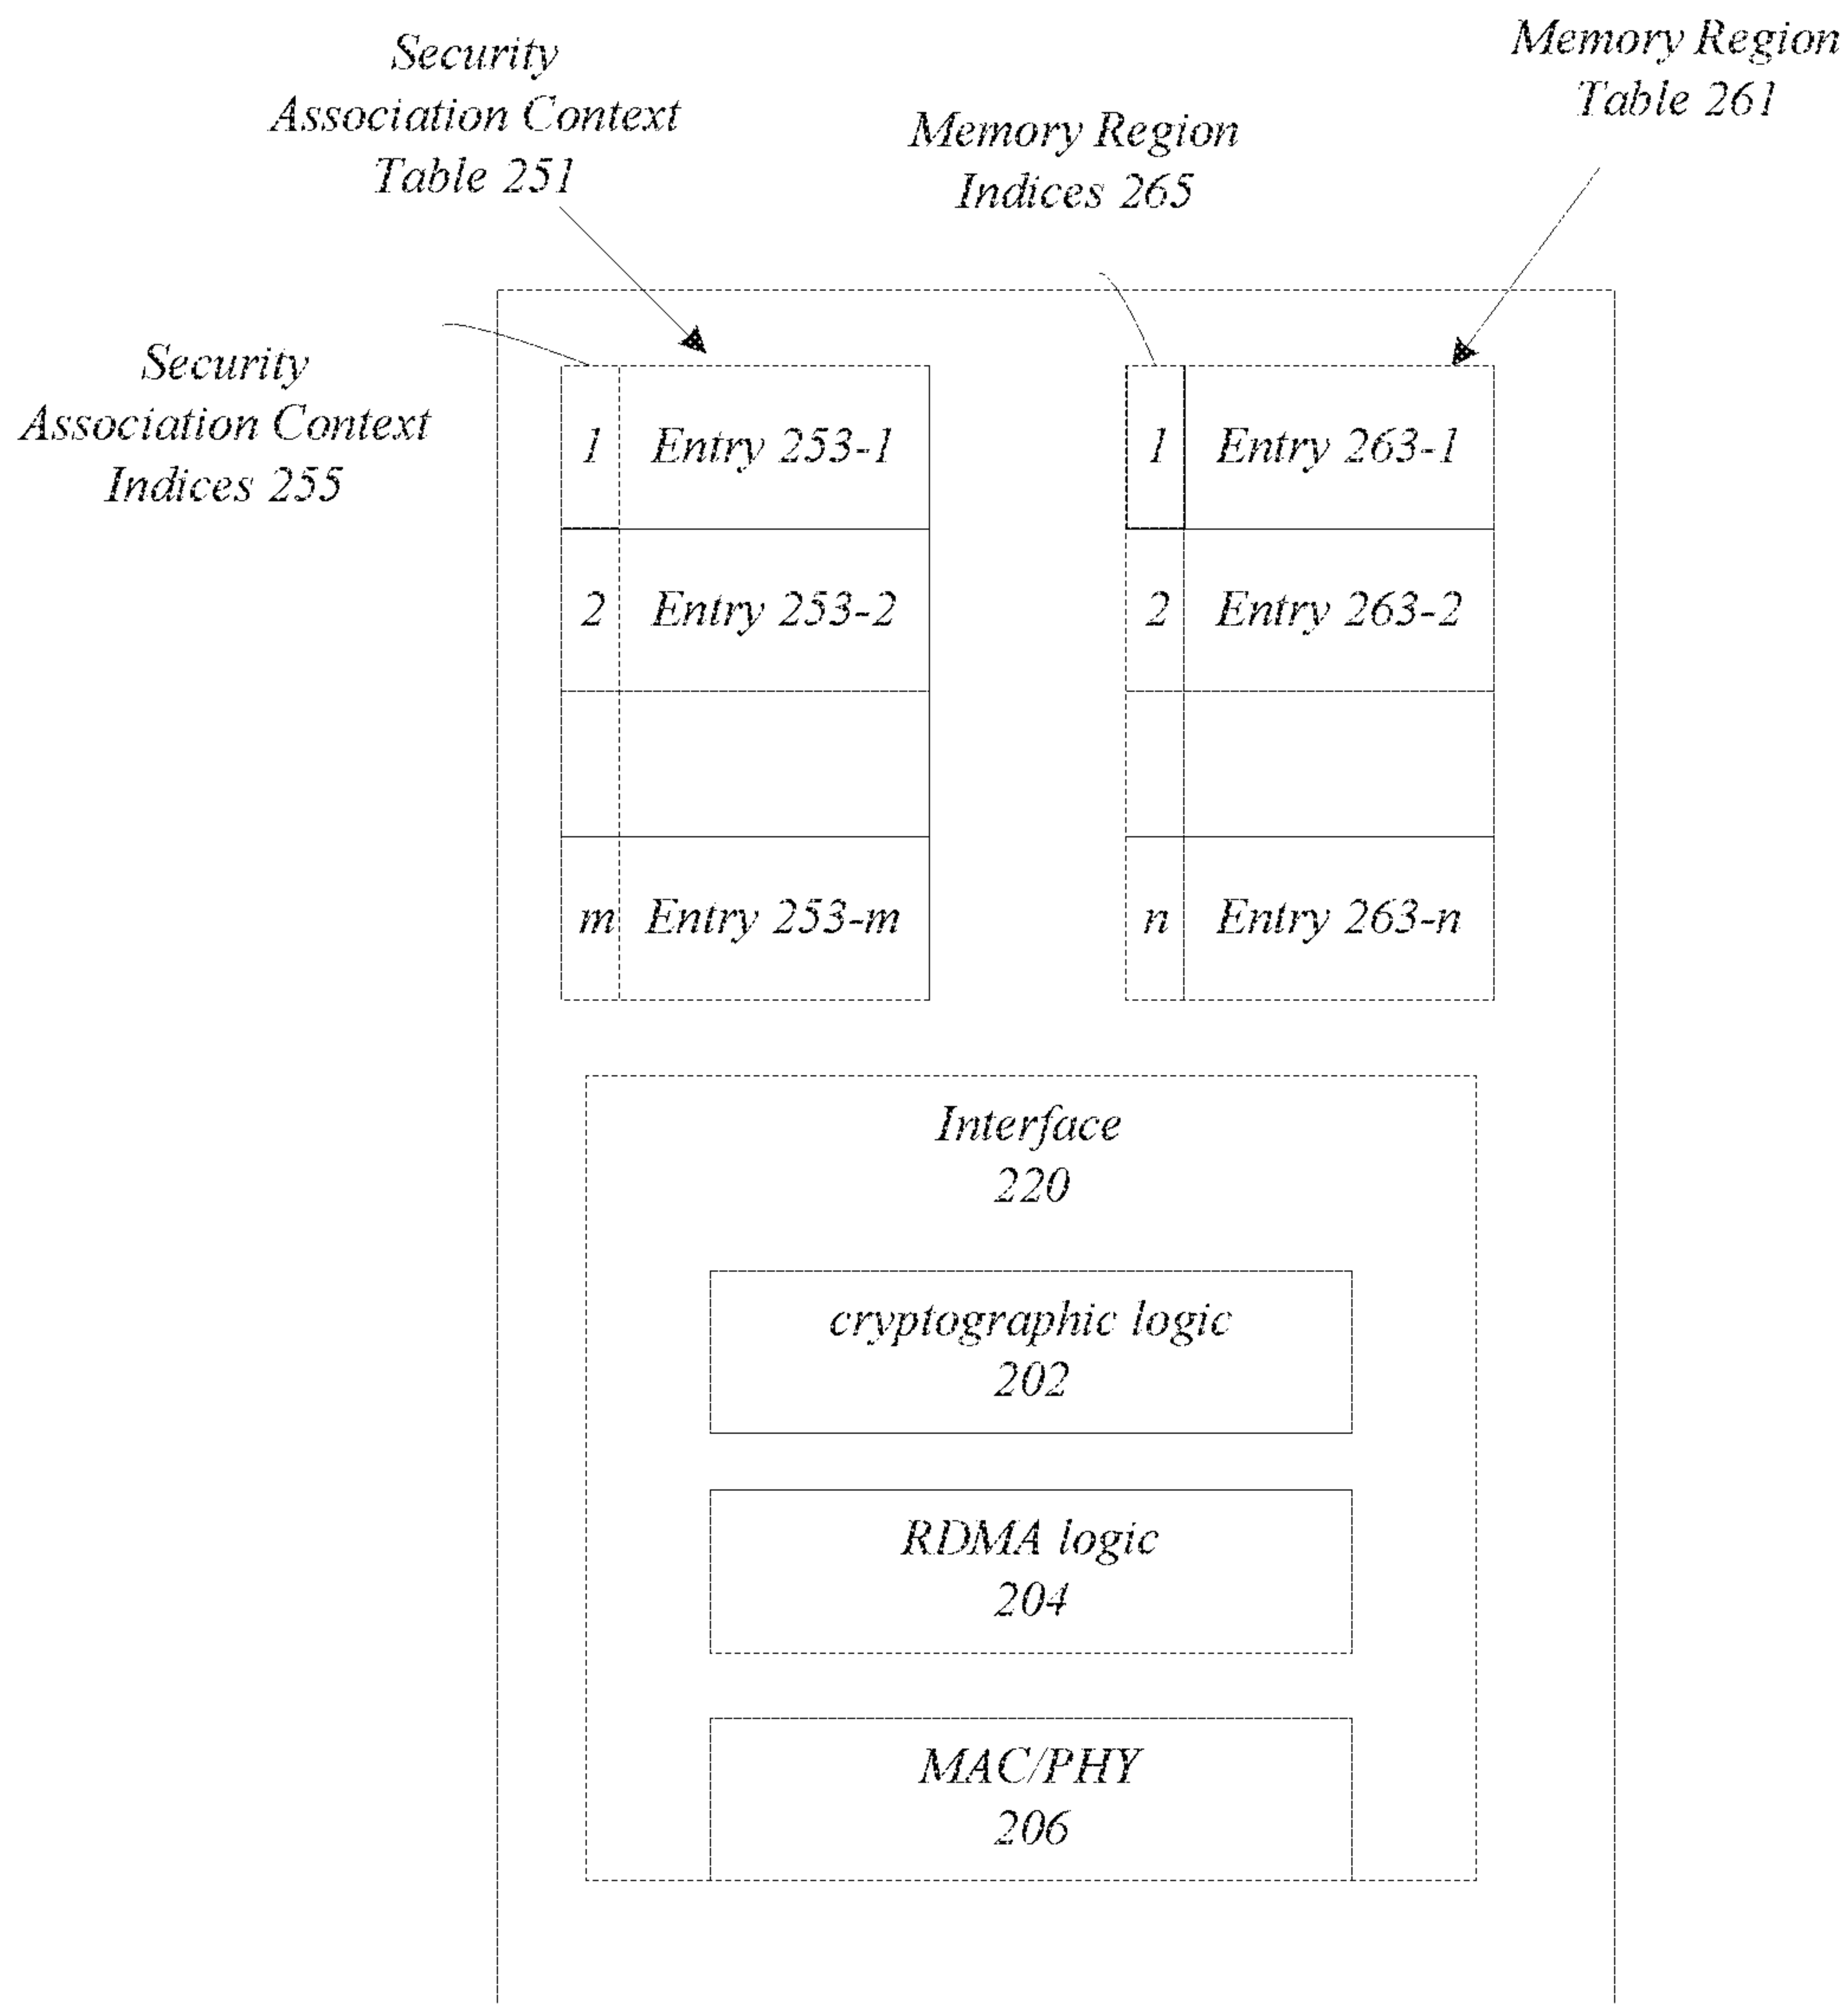 Security
Association Context
Table 251
Memory Region
Indices 265
Memory Region
Table 261
Security
Association Context
Indices 255
1 Entry 253-1
2 Entry 253-2
m Entry 253-m
1 Entry 263-1
2 Entry 263-2
n Entry 263-n
Interface
220
cryptographic logic
202
RDMA logic
204
MAC/PHY
206